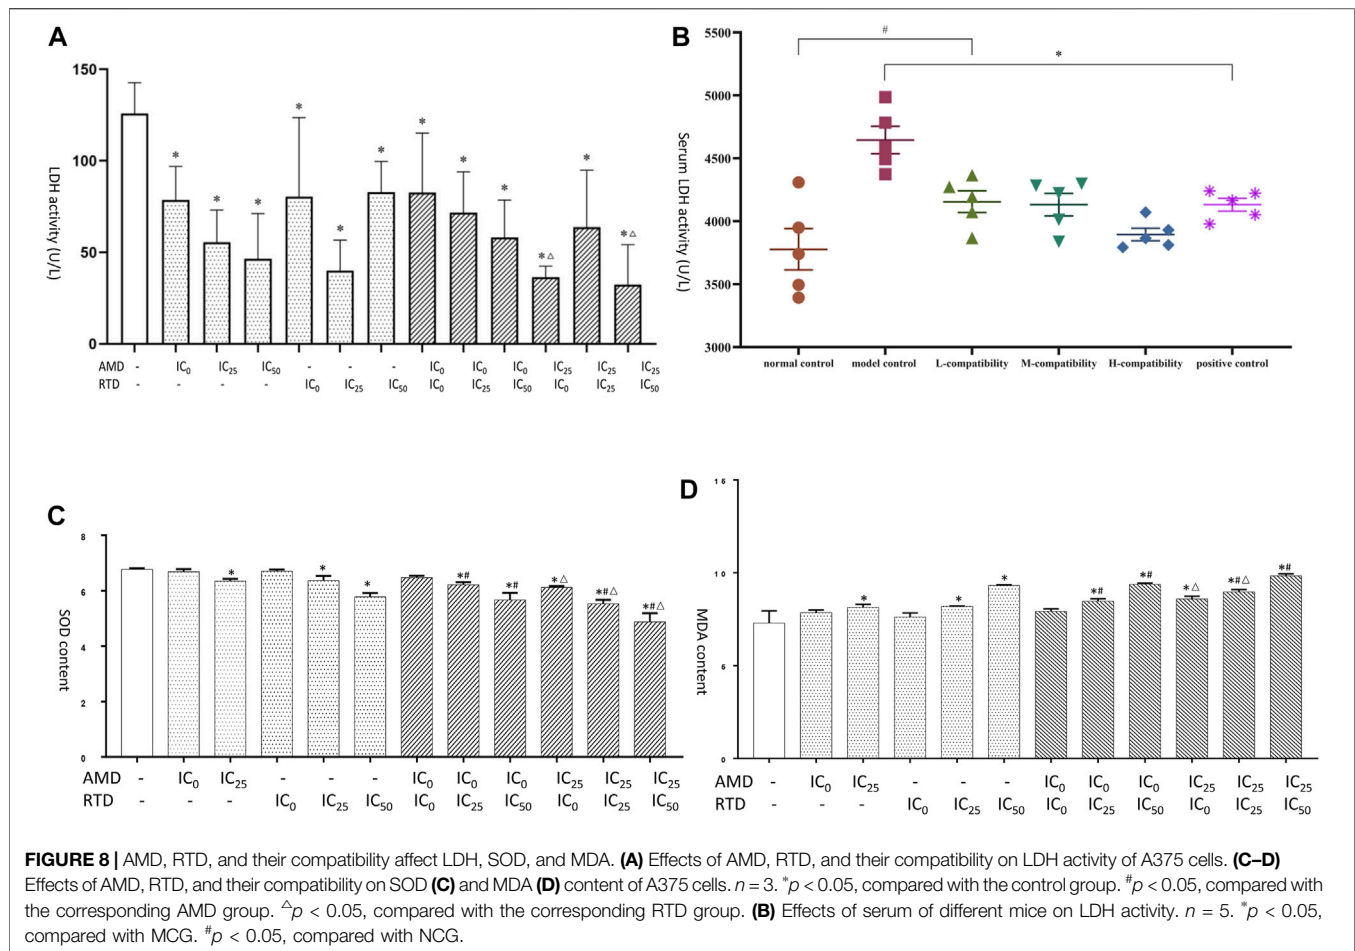 A
LDH activity (U/L)
150
100
50
0
* * * * * * * * * *△ * *△
AMD - IC0 IC25 IC50 - - - IC0 IC0 IC0 IC25 IC25 IC25
RTD - - - - IC0 IC25 IC50 IC0 IC25 IC50 IC0 IC25 IC50
B
Serum LDH activity (U/L)
5500
5000
4500
4000
3500
3000
#
*
normal control model control L-compatibility M-compatibility H-compatibility positive control
C
SOD content
8
6
4
2
0
* * * *# *# *△ *#△ *#△
AMD - IC0 IC25 - - - IC0 IC0 IC0 IC25 IC25 IC25
RTD - - - IC0 IC25 IC50 IC0 IC25 IC50 IC0 IC25 IC50
D
MDA content
15
10
5
0
* * * *# *# *△ *#△ *#
AMD - IC0 IC25 - - - IC0 IC0 IC0 IC25 IC25 IC25
RTD - - - IC0 IC25 IC50 IC0 IC25 IC50 IC0 IC25 IC50
FIGURE 8 | AMD, RTD, and their compatibility affect LDH, SOD, and MDA. (A) Effects of AMD, RTD, and their compatibility on LDH activity of A375 cells. (C–D)
Effects of AMD, RTD, and their compatibility on SOD (C) and MDA (D) content of A375 cells. n = 3. *p < 0.05, compared with the control group. #p < 0.05, compared with
the corresponding AMD group. △p < 0.05, compared with the corresponding RTD group. (B) Effects of serum of different mice on LDH activity. n = 5. *p < 0.05,
compared with MCG. #p < 0.05, compared with NCG.